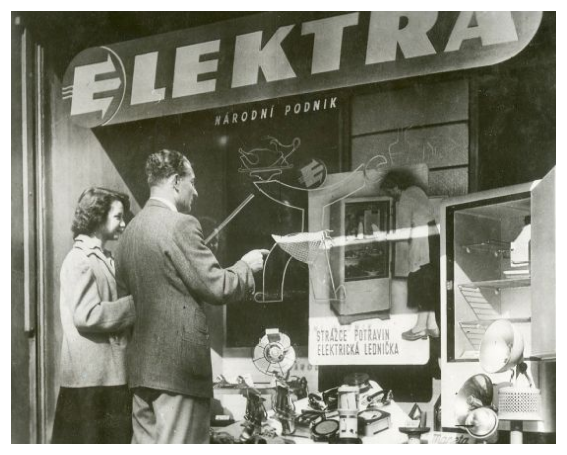 ELEKTRA
NÁRODNÍ PODNIK
STRÁŽCE POTRAVIN
ELEKTRICKÁ LEDNIČKA